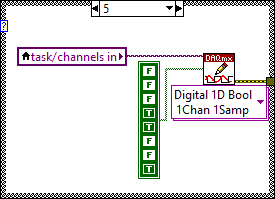 5
?
task/channels in
DAQmx
F
F
F
T
T
F
F
T
Digital 1D Bool
1Chan 1Samp